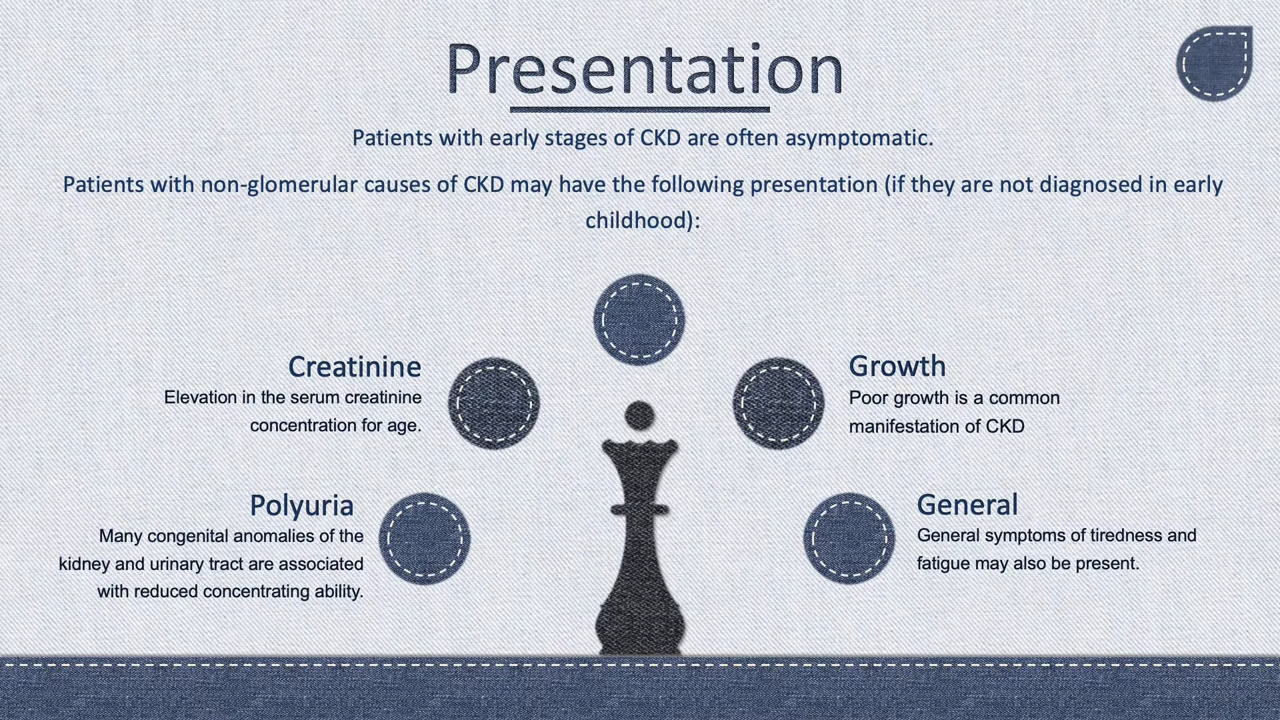 Presentation
Patients with early stages of CKD are often asymptomatic.
Patients with non-glomerular causes of CKD may have the following presentation (if they are not diagnosed in early
childhood):
Creatinine
Elevation in the serum creatinine
concentration for age.
Growth
Poor growth is a common
manifestation of CKD
Polyuria
Many congenital anomalies of the
kidney and urinary tract are associated
with reduced concentrating ability.
General
General symptoms of tiredness and
fatigue may also be present.